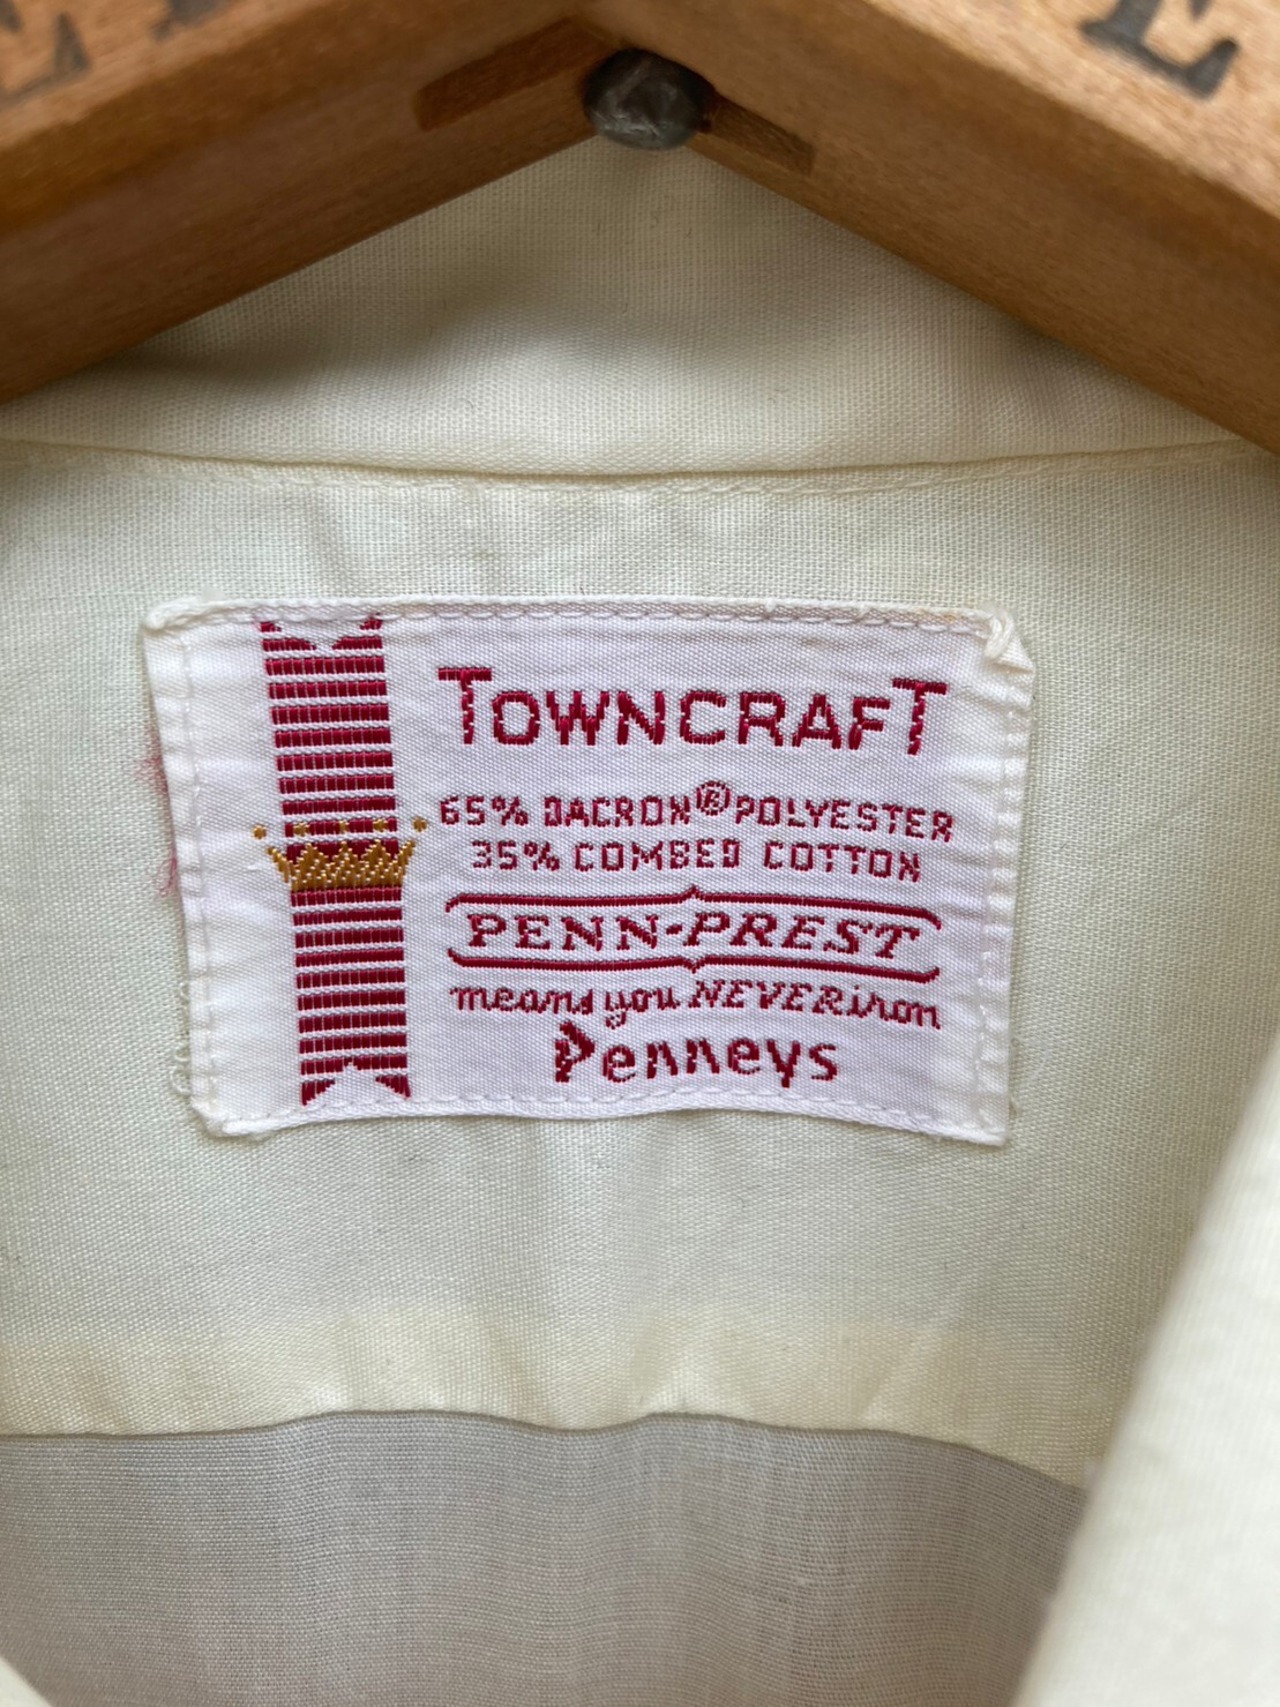 TOWNCRAFT
65% DACRON® POLYESTER
35% COMBED COTTON
PENN-PREST
means you NEVER iron
Penneys